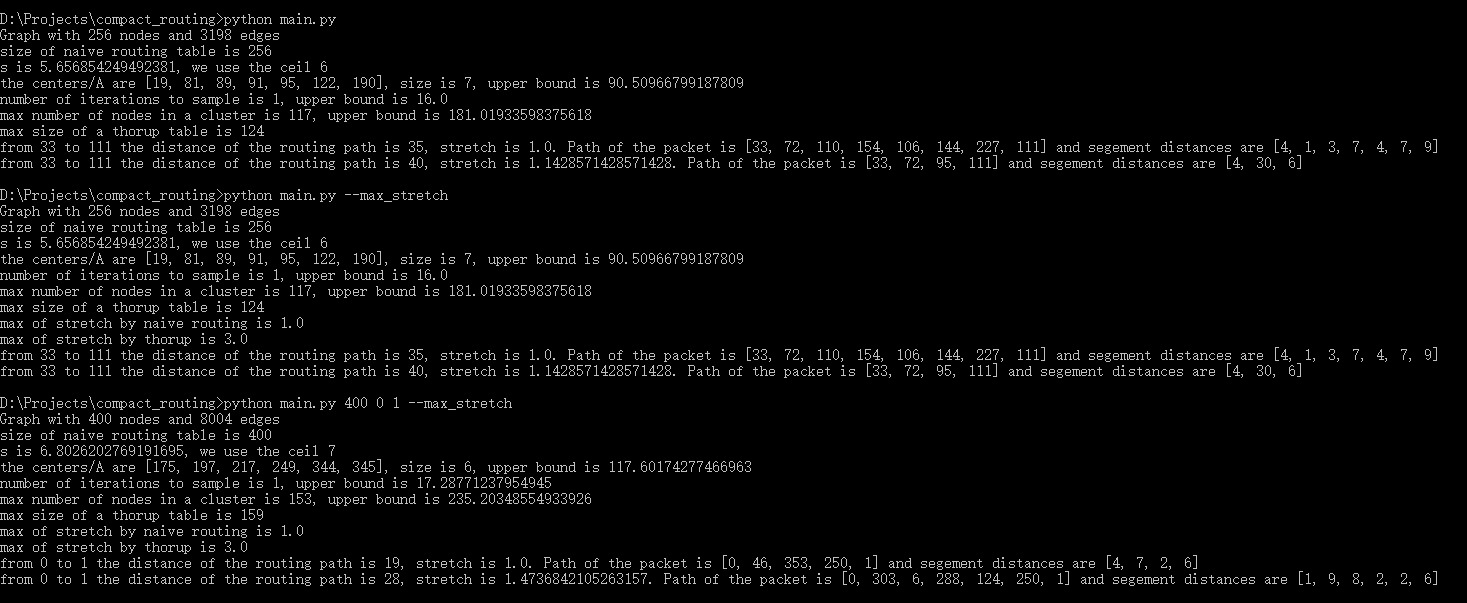 D:\Projects\compact_routing>python main.py
Graph with 256 nodes and 3198 edges
size of naive routing table is 256
s is 5.656854249492381, we use the ceil 6
the centers/A are [19, 81, 89, 91, 95, 122, 190], size is 7, upper bound is 90.50966799187809
number of iterations to sample is 1, upper bound is 16.0
max number of nodes in a cluster is 117, upper bound is 181.01933598375618
max size of a thorup table is 124
from 33 to 111 the distance of the routing path is 35, stretch is 1.0. Path of the packet is [33, 72, 110, 154, 106, 144, 227, 111] and segement distances are [4, 1, 3, 7, 4, 7, 9]
from 33 to 111 the distance of the routing path is 40, stretch is 1.1428571428571428. Path of the packet is [33, 72, 95, 111] and segement distances are [4, 30, 6]
D:\Projects\compact_routing>python main.py --max_stretch
Graph with 256 nodes and 3198 edges
size of naive routing table is 256
s is 5.656854249492381, we use the ceil 6
the centers/A are [19, 81, 89, 91, 95, 122, 190], size is 7, upper bound is 90.50966799187809
number of iterations to sample is 1, upper bound is 16.0
max number of nodes in a cluster is 117, upper bound is 181.01933598375618
max size of a thorup table is 124
max of stretch by naive routing is 1.0
max of stretch by thorup is 3.0
from 33 to 111 the distance of the routing path is 35, stretch is 1.0. Path of the packet is [33, 72, 110, 154, 106, 144, 227, 111] and segement distances are [4, 1, 3, 7, 4, 7, 9]
from 33 to 111 the distance of the routing path is 40, stretch is 1.1428571428571428. Path of the packet is [33, 72, 95, 111] and segement distances are [4, 30, 6]
D:\Projects\compact_routing>python main.py 400 0 1 --max_stretch
Graph with 400 nodes and 8004 edges
size of naive routing table is 400
s is 6.8026202769191695, we use the ceil 7
the centers/A are [175, 197, 217, 249, 344, 345], size is 6, upper bound is 117.60174277466963
number of iterations to sample is 1, upper bound is 17.28771237954945
max number of nodes in a cluster is 153, upper bound is 235.20348554933926
max size of a thorup table is 159
max of stretch by naive routing is 1.0
max of stretch by thorup is 3.0
from 0 to 1 the distance of the routing path is 19, stretch is 1.0. Path of the packet is [0, 46, 353, 250, 1] and segement distances are [4, 7, 2, 6]
from 0 to 1 the distance of the routing path is 28, stretch is 1.4736842105263157. Path of the packet is [0, 303, 6, 288, 124, 250, 1] and segement distances are [1, 9, 8, 2, 2, 6]